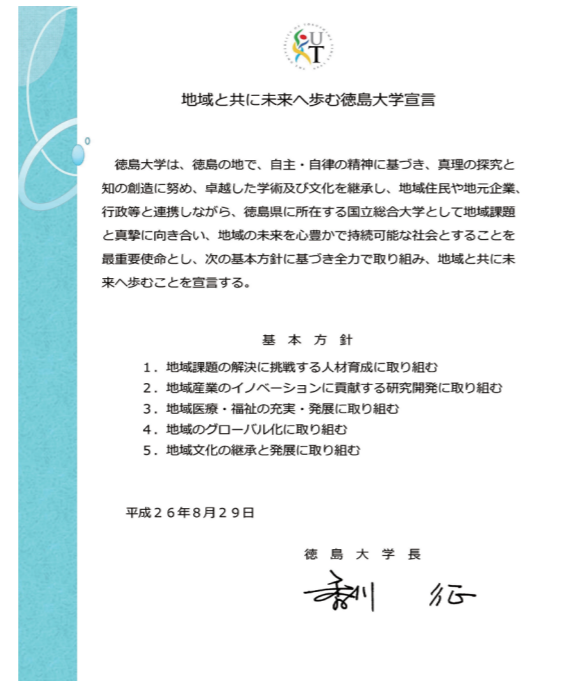 UT
地域と共に未来へ歩む徳島大学宣言
徳島大学は、徳島の地で、自主・自律の精神に基づき、真理の探究と
知の創造に努め、卓越した学術及び文化を継承し、地域住民や地元企業、
行政等と連携しながら、徳島県に所在する国立総合大学として地域課題
と真摯に向き合い、地域の未来を心豊かで持続可能な社会とすることを
最重要使命とし、次の基本方針に基づき全力で取り組み、地域と共に未
来へ歩むことを宣言する。
基 本 方 針
1．地域課題の解決に挑戦する人材育成に取り組む
2．地域産業のイノベーションに貢献する研究開発に取り組む
3．地域医療・福祉の充実・発展に取り組む
4．地域のグローバル化に取り組む
5．地域文化の継承と発展に取り組む
平成26年8月29日
徳 島 大 学 長
香川 征